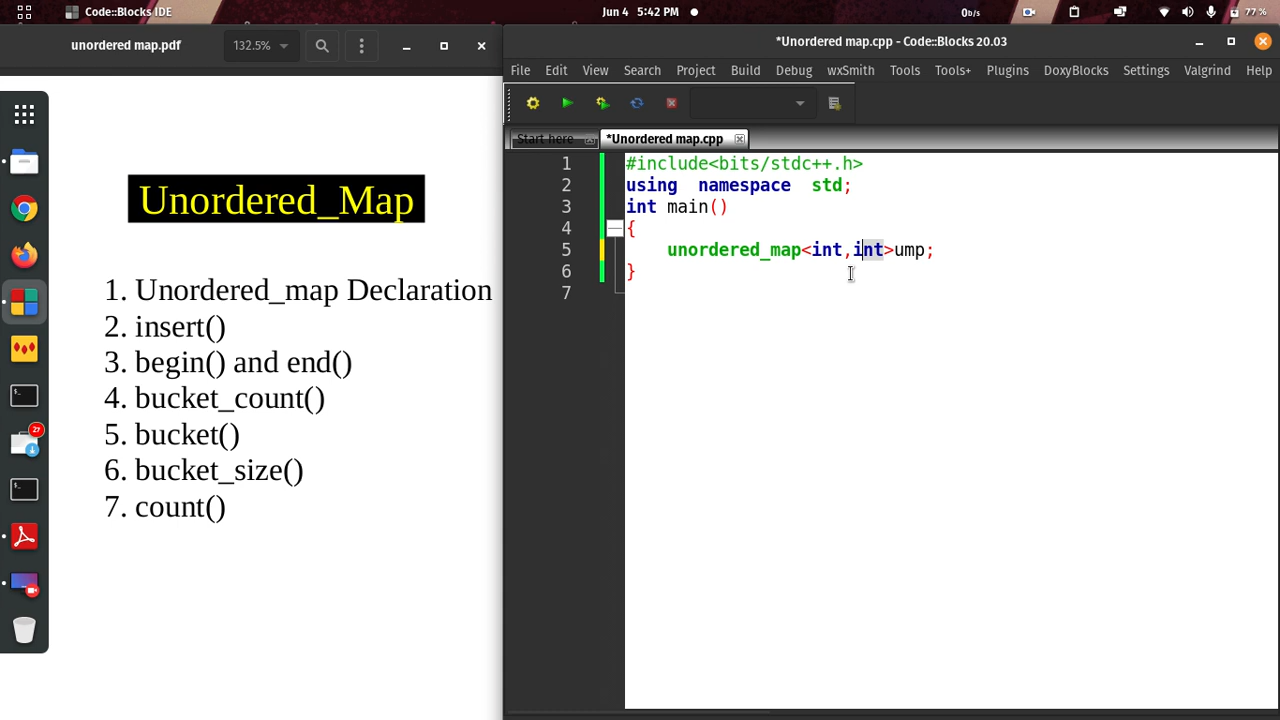 Code::Blocks IDE
Jun 4 5:42 PM
0b/s
77 %
unordered map.pdf
132.5%
*Unordered map.cpp - Code::Blocks 20.03
File Edit View Search Project Build Debug wxSmith Tools Tools+ Plugins DoxyBlocks Settings Valgrind Help
Start here
*Unordered map.cpp
Unordered_Map
1. Unordered_map Declaration
2. insert()
3. begin() and end()
4. bucket_count()
5. bucket()
6. bucket_size()
7. count()
27
1 #include<bits/stdc++.h>
2 using namespace std;
3 int main()
4 {
5 unordered_map<int,int>ump;
6 }
7